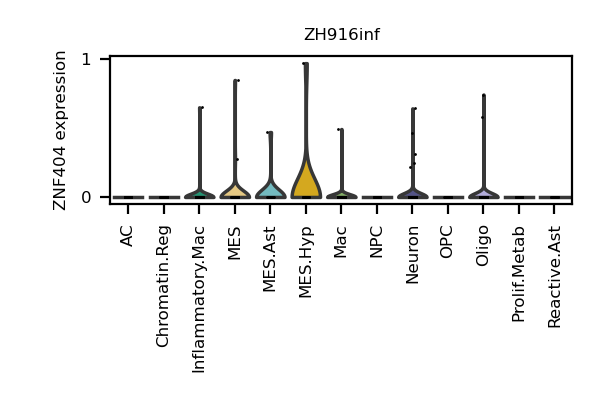 ZH916inf
ZNF404 expression
1
0
AC
Chromatin.Reg
Inflammatory.Mac
MES
MES.Ast
MES.Hyp
Mac
NPC
Neuron
OPC
Oligo
Prolif.Metab
Reactive.Ast